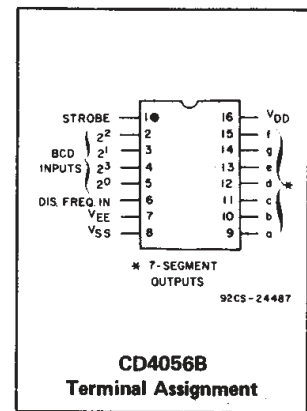 STROBE 1 16 VDD
2² 2 15 f
BCD 2¹ 3 14 g
INPUTS 2³ 4 13 e
2⁰ 5 12 d
DIS. FREQ. IN 6 11 c *
VEE 7 10 b
VSS 8 9 a
* 7-SEGMENT
OUTPUTS
92CS-24487
CD4056B
Terminal Assignment